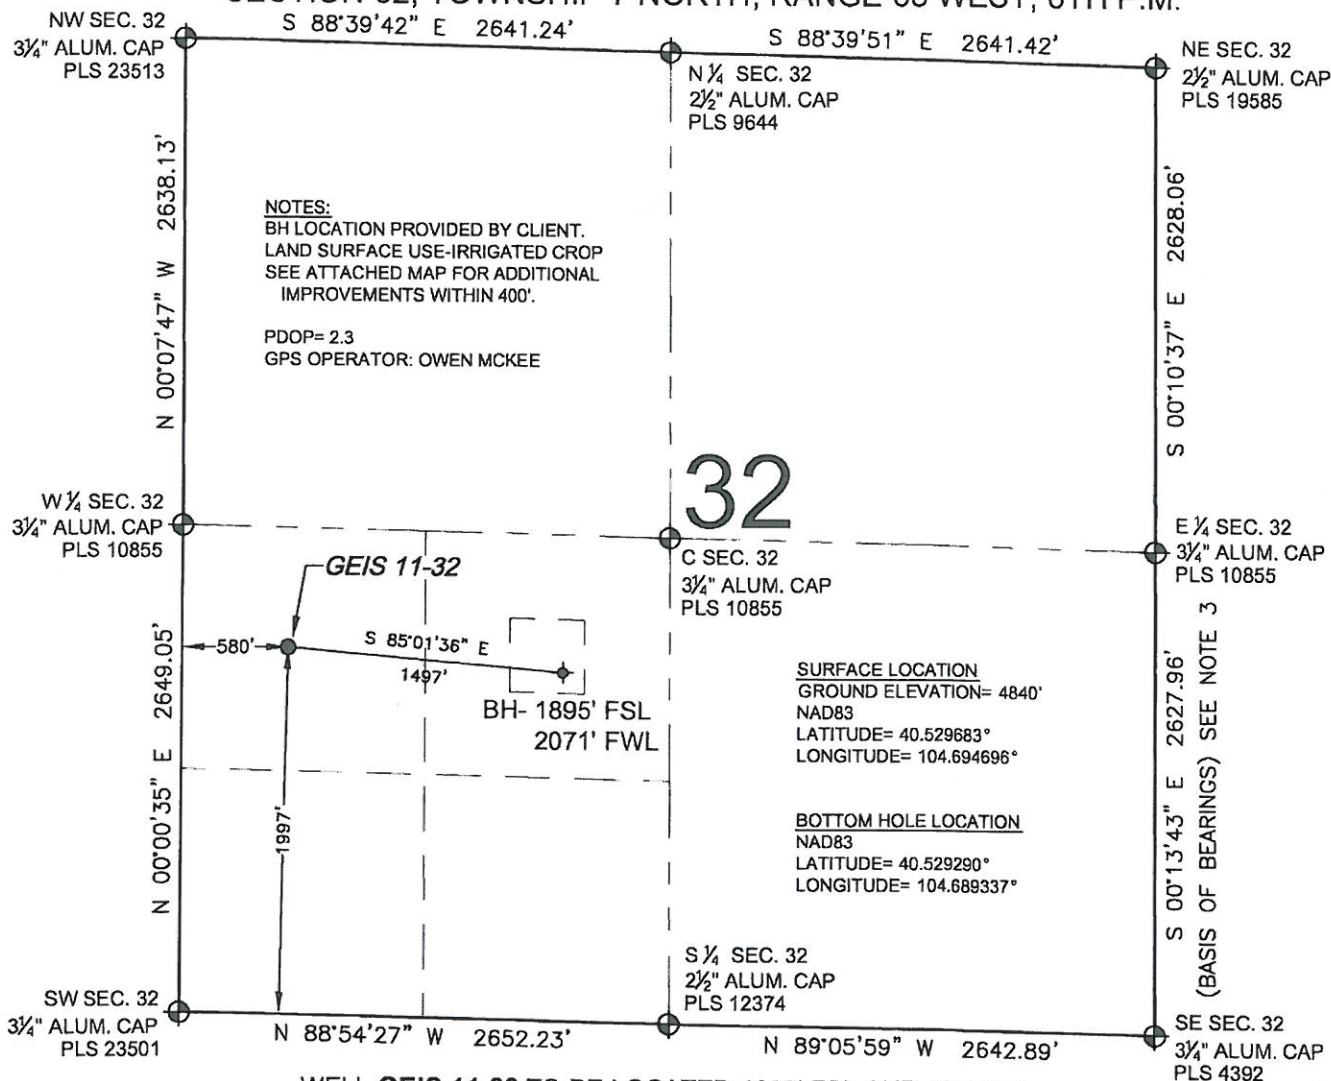 S 88°39'42" E 2641.24'
S 88°39'51" E 2641.42'
NW SEC. 32
3¼" ALUM. CAP
PLS 23513
N ¼ SEC. 32
2½" ALUM. CAP
PLS 9644
NE SEC. 32
2½" ALUM. CAP
PLS 19585
N 00°07'47" W 2638.13'
NOTES:
BH LOCATION PROVIDED BY CLIENT.
LAND SURFACE USE-IRRIGATED CROP
SEE ATTACHED MAP FOR ADDITIONAL
IMPROVEMENTS WITHIN 400'.
PDOP= 2.3
GPS OPERATOR: OWEN MCKEE
S 00°10'37" E 2628.06'
32
W ¼ SEC. 32
3¼" ALUM. CAP
PLS 10855
C SEC. 32
3¼" ALUM. CAP
PLS 10855
E ¼ SEC. 32
3¼" ALUM. CAP
PLS 10855
GEIS 11-32
580'
S 85°01'36" E
1497'
BH- 1895' FSL
2071' FWL
1997'
N 00°00'35" E 2649.05'
SURFACE LOCATION
GROUND ELEVATION= 4840'
NAD83
LATITUDE= 40.529683°
LONGITUDE= 104.694696°
BOTTOM HOLE LOCATION
NAD83
LATITUDE= 40.529290°
LONGITUDE= 104.689337°
S 00°13'43" E 2627.96'
(BASIS OF BEARINGS) SEE NOTE 3
SW SEC. 32
3¼" ALUM. CAP
PLS 23501
S ¼ SEC. 32
2½" ALUM. CAP
PLS 12374
SE SEC. 32
3¼" ALUM. CAP
PLS 4392
N 88°54'27" W 2652.23'
N 89°05'59" W 2642.89'